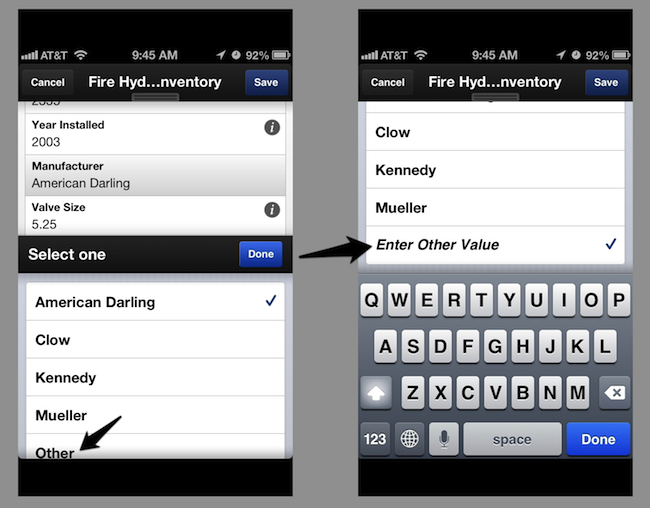 AT&T 9:45 AM 92%
Cancel Fire Hyd...nventory Save
Year Installed
2003
Manufacturer
American Darling
Valve Size
5.25
Select one Done
American Darling
Clow
Kennedy
Mueller
Other
AT&T 9:45 AM 92%
Cancel Fire Hyd...nventory Save
Clow
Kennedy
Mueller
Enter Other Value
Q W E R T Y U I O P
A S D F G H J K L
Z X C V B N M
123 space Done